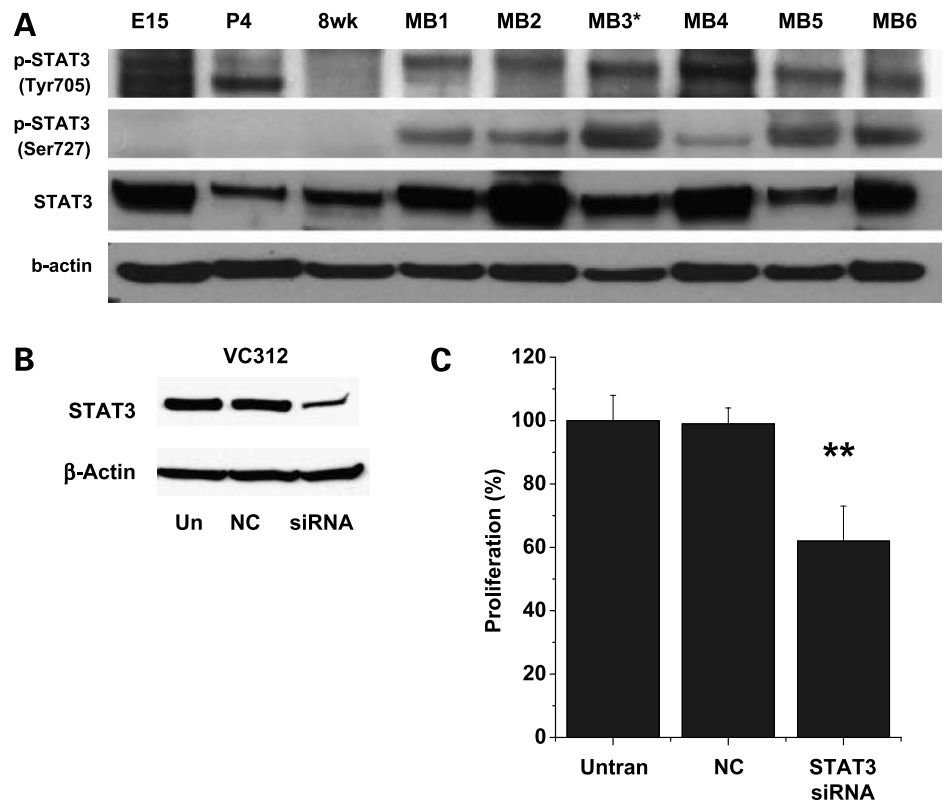 A
E15 P4 8wk MB1 MB2 MB3* MB4 MB5 MB6
p-STAT3
(Tyr705)
p-STAT3
(Ser727)
STAT3
b-actin
B
VC312
STAT3
β-Actin
Un NC siRNA
C
120
100
80
60
40
20
0
Proliferation (%)
**
Untran NC STAT3
siRNA